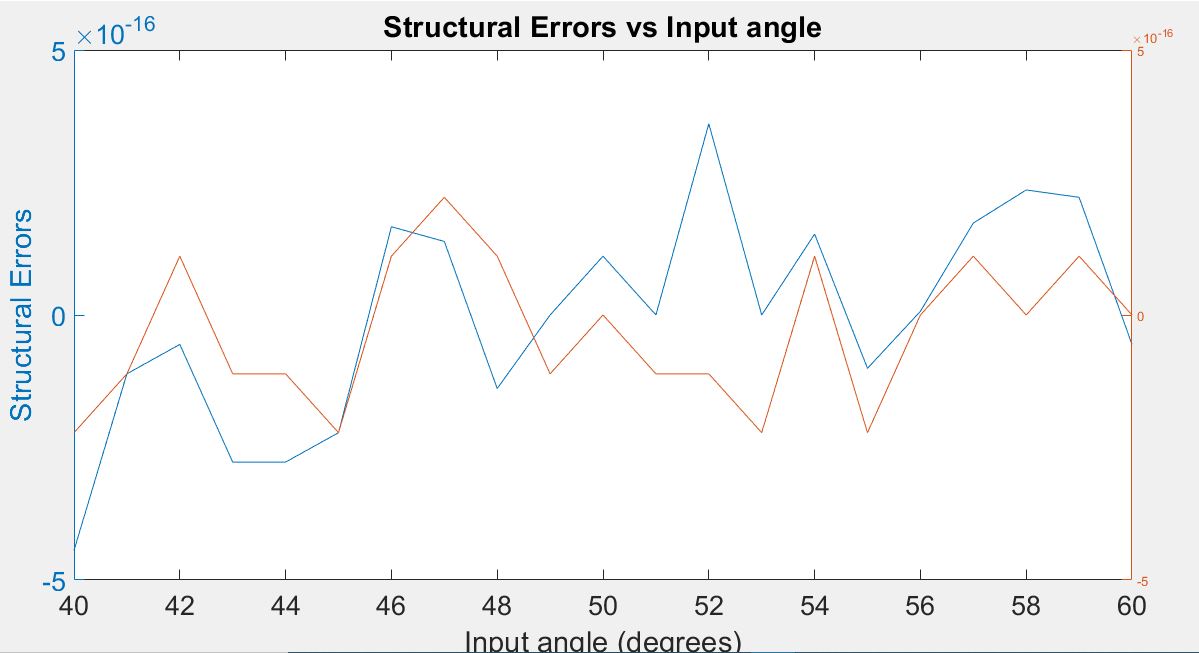 Structural Errors vs Input angle
×10-16
×10-16
5
5
Structural Errors
0
0
-5
-5
40 42 44 46 48 50 52 54 56 58 60
Input angle (degrees)